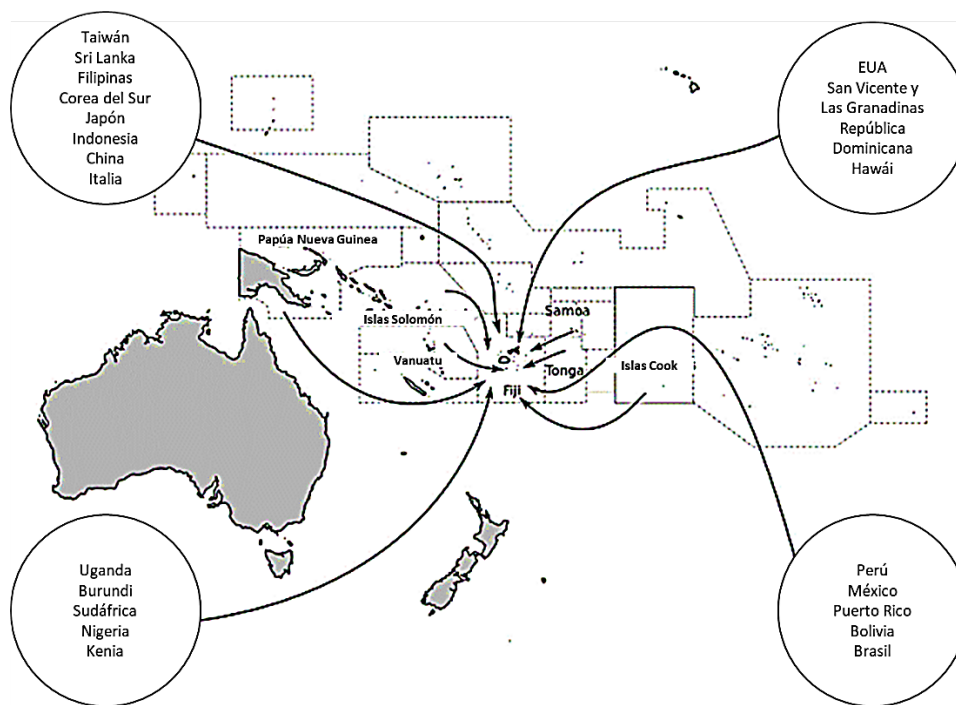 Taiwán
Sri Lanka
Filipinas
Corea del Sur
Japón
Indonesia
China
Italia
EUA
San Vicente y
Las Granadinas
República
Dominicana
Hawái
Papúa Nueva Guinea
Islas Solomón
Samoa
Vanuatu
Tonga
Islas Cook
Fiji
Uganda
Burundi
Sudáfrica
Nigeria
Kenia
Perú
México
Puerto Rico
Bolivia
Brasil